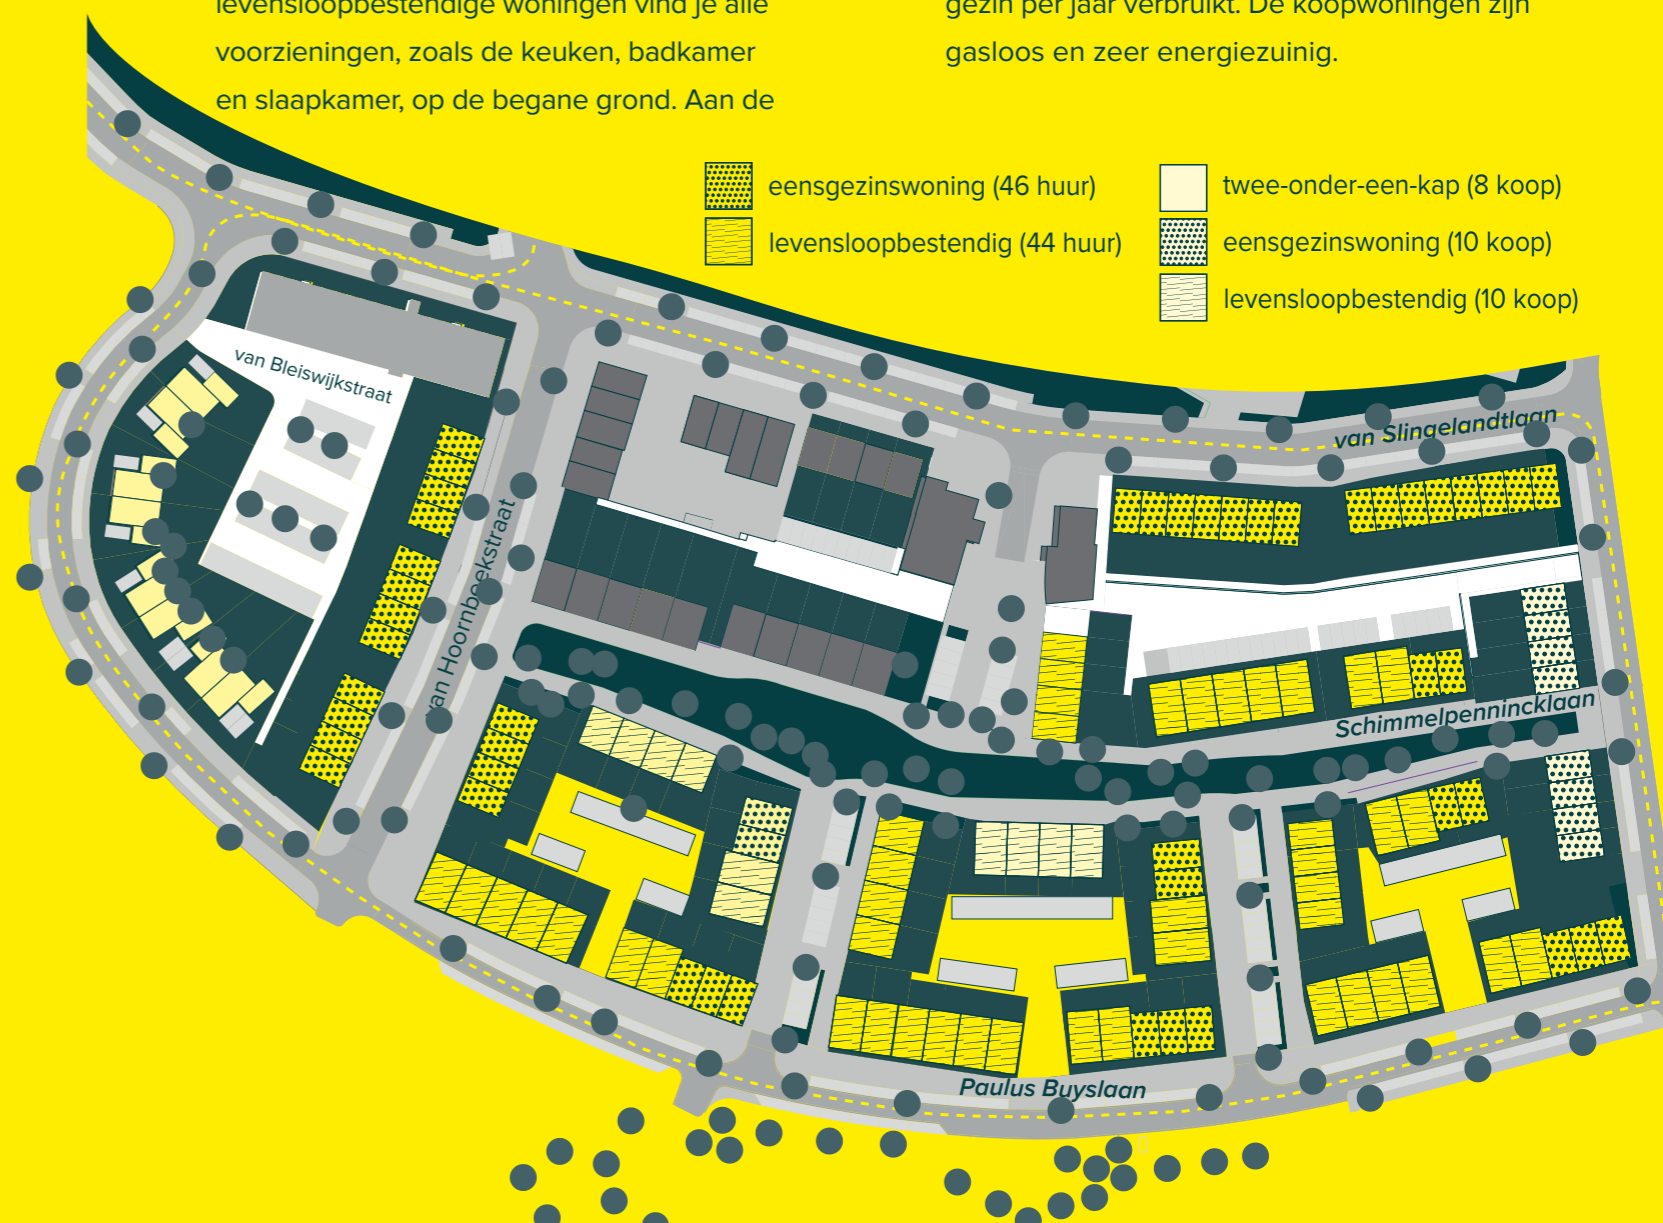 levensloopbestendige woningen vind je alle
voorzieningen, zoals de keuken, badkamer
en slaapkamer, op de begane grond. Aan de
gezin per jaar verbruikt. De koopwoningen zijn
gasloos en zeer energiezuinig.
eensgezinswoning (46 huur)
levensloopbestendig (44 huur)
twee-onder-een-kap (8 koop)
eensgezinswoning (10 koop)
levensloopbestendig (10 koop)
van Bleiswijkstraat
van Hoornbeekstraat
van Slingelandtlaan
Schimmelpennincklaan
Paulus Buyslaan